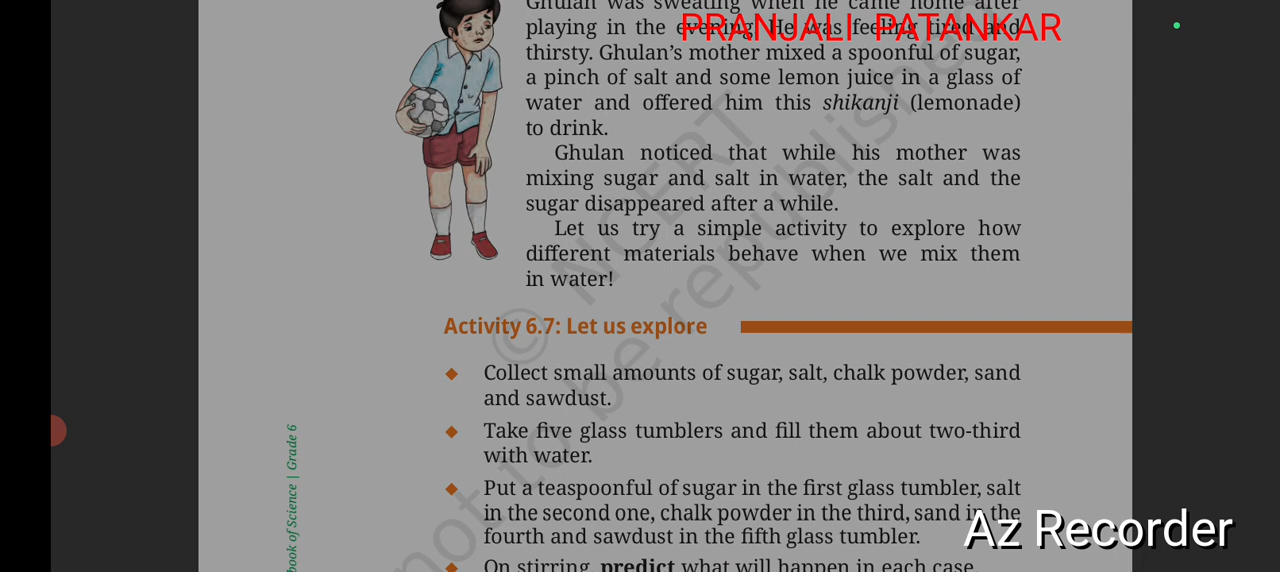 Ghulan was sweating when he came home after
PRANJALI PATANKAR
playing in the evening. He was feeling tired and
thirsty. Ghulan's mother mixed a spoonful of sugar,
a pinch of salt and some lemon juice in a glass of
water and offered him this shikanji (lemonade)
to drink.
Ghulan noticed that while his mother was
mixing sugar and salt in water, the salt and the
sugar disappeared after a while.
Let us try a simple activity to explore how
different materials behave when we mix them
in water!
© NCERT
not to be republished
Activity 6.7: Let us explore
◆ Collect small amounts of sugar, salt, chalk powder, sand
and sawdust.
◆ Take five glass tumblers and fill them about two-third
with water.
◆ Put a teaspoonful of sugar in the first glass tumbler, salt
in the second one, chalk powder in the third, sand in the
fourth and sawdust in the fifth glass tumbler.
◆ On stirring, predict what will happen in each case.
book of Science | Grade 6
Az Recorder